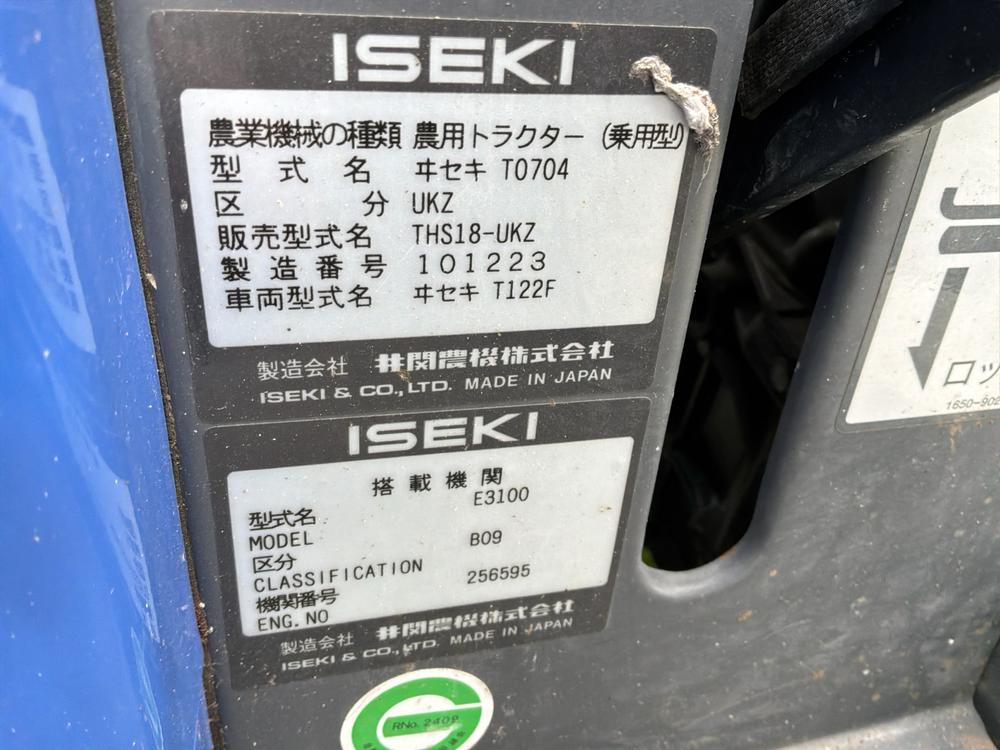 ISEKI
農業機械の種類 農用トラクター (乗用型)
型式名 ヰセキ T0704
区分 UKZ
販売型式名 THS18-UKZ
製造番号 101223
車両型式名 ヰセキ T122F
製造会社 井関農機株式会社
ISEKI & CO., LTD. MADE IN JAPAN
ISEKI
搭載機関
型式名 E3100
MODEL
区分 B09
CLASSIFICATION
機関番号 256595
ENG. NO
製造会社 井関農機株式会社
ISEKI & CO., LTD. MADE IN JAPAN
RNo. 2409
ロッ
1650-902